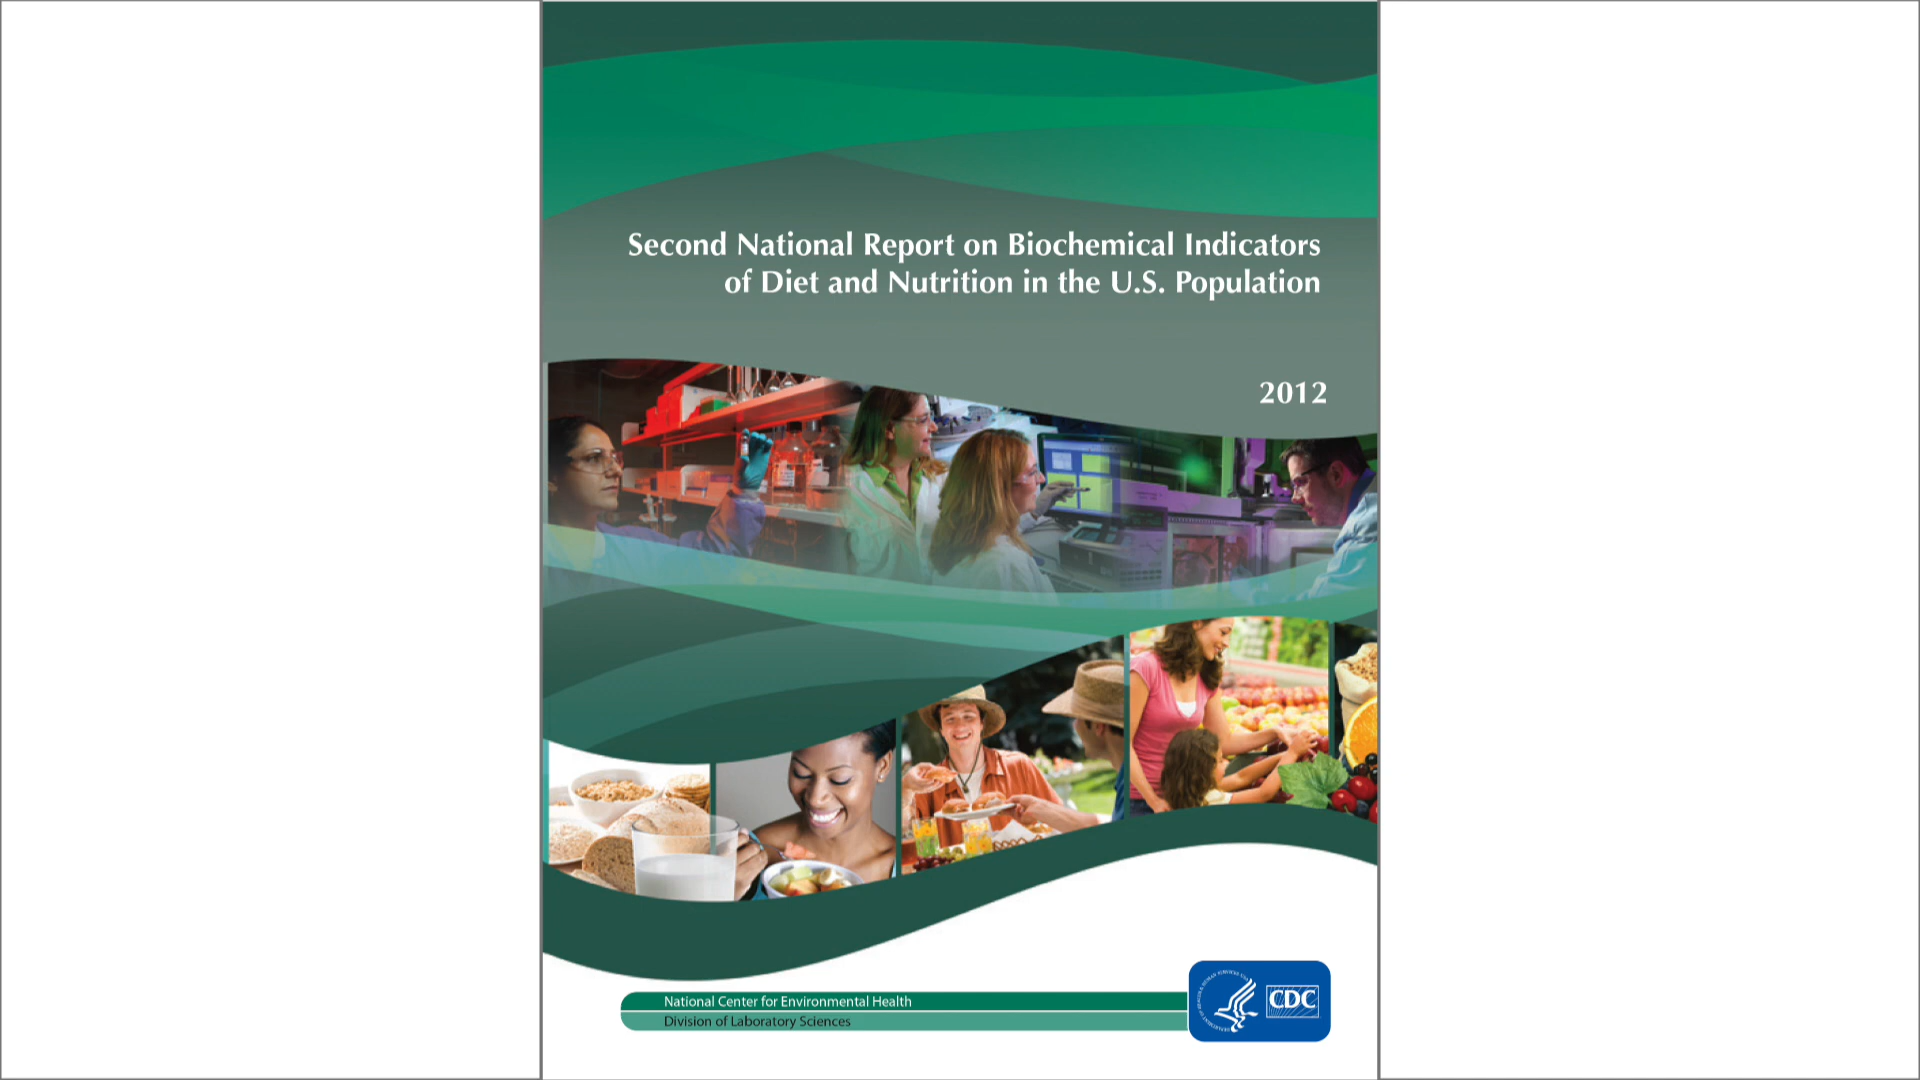 Second National Report on Biochemical Indicators
of Diet and Nutrition in the U.S. Population
2012
National Center for Environmental Health
Division of Laboratory Sciences
CDC